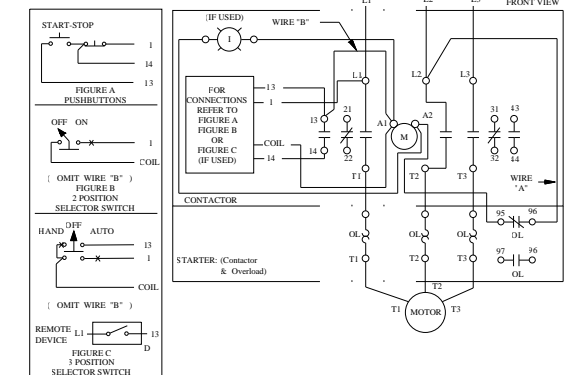 START-STOP
1
14
13
FIGURE A
PUSHBUTTONS
OFF ON
1
COIL
( OMIT WIRE "B" )
FIGURE B
2 POSITION
SELECTOR SWITCH
HAND OFF AUTO
13
1
COIL
( OMIT WIRE "B" )
REMOTE DEVICE L1 13
D
FIGURE C
3 POSITION
SELECTOR SWITCH
L1 L2 L3 FRONT VIEW
(IF USED)
WIRE "B"
I
L1 L2 L3
FOR
CONNECTIONS
REFER TO
FIGURE A
FIGURE B
OR
FIGURE C
(IF USED)
13
1
COIL
14
13 21
14 22
A1 M A2
31 43
32 44
T1 T2 T3
WIRE
"A"
CONTACTOR
95 96
OL OL OL OL
97 96
OL
T1 T2 T3
STARTER: (Contactor
& Overload)
T2
T1 MOTOR T3